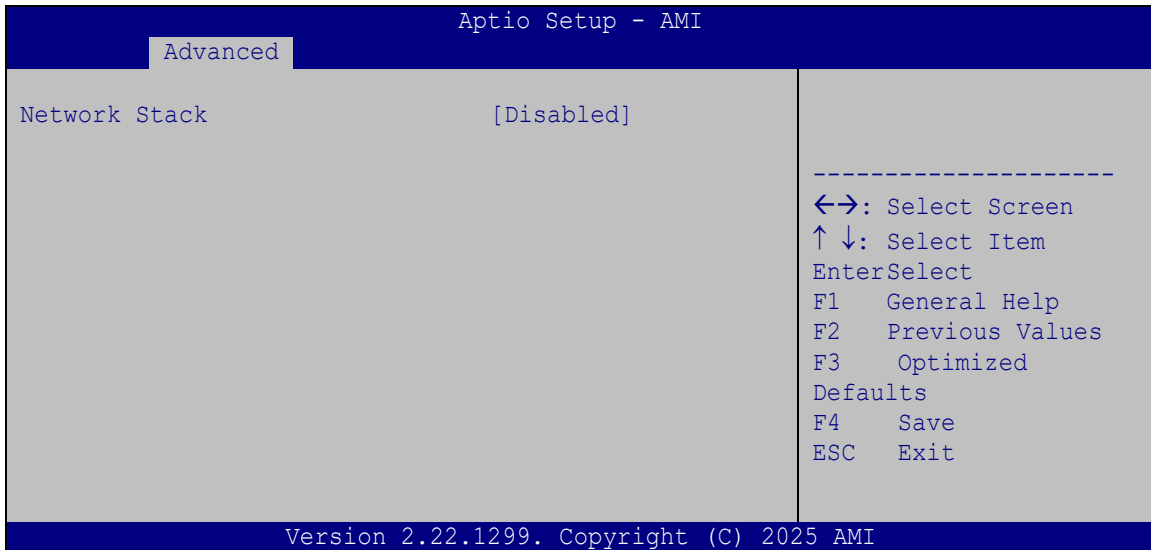 Aptio Setup - AMI
Advanced
Network Stack [Disabled]
----------------------
←→: Select Screen
↑ ↓: Select Item
EnterSelect
F1 General Help
F2 Previous Values
F3 Optimized
Defaults
F4 Save
ESC Exit
Version 2.22.1299. Copyright (C) 2025 AMI